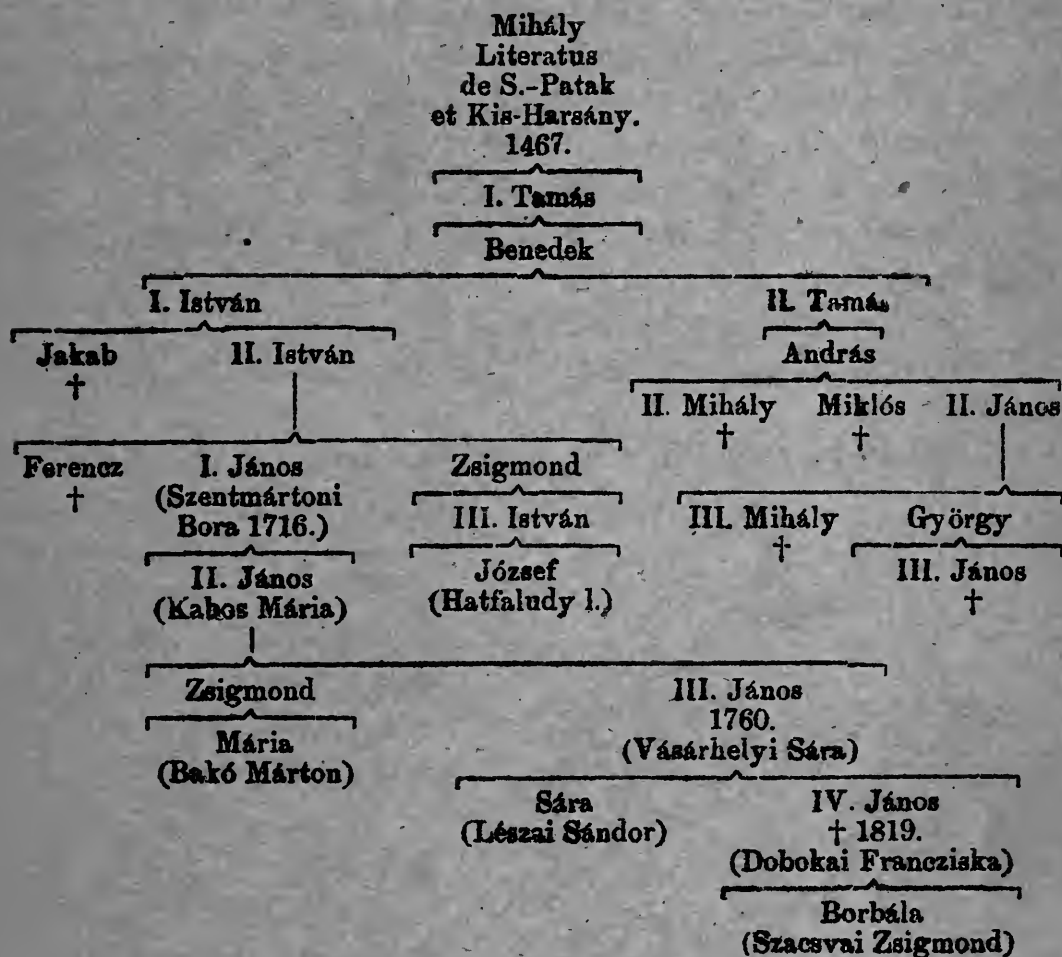 Mihály
Literatus
de S.-Patak
et Kis-Harsány.
1467.
I. Tamás
Benedek
I. István II. Tamás
Jakab II. István András
† II. Mihály Miklós II. János
† †
Ferencz I. János Zsigmond
† (Szentmártoni III. Mihály György
Bora 1716.) III. István †
II. János József III. János
(Kabos Mária) (Hatfaludy l.) †
Zsigmond III. János
1760.
Mária (Vásárhelyi Sára)
(Bakó Márton)
Sára IV. János
(Lészai Sándor) † 1819.
(Dobokai Francziska)
Borbála
(Szacsvai Zsigmond)